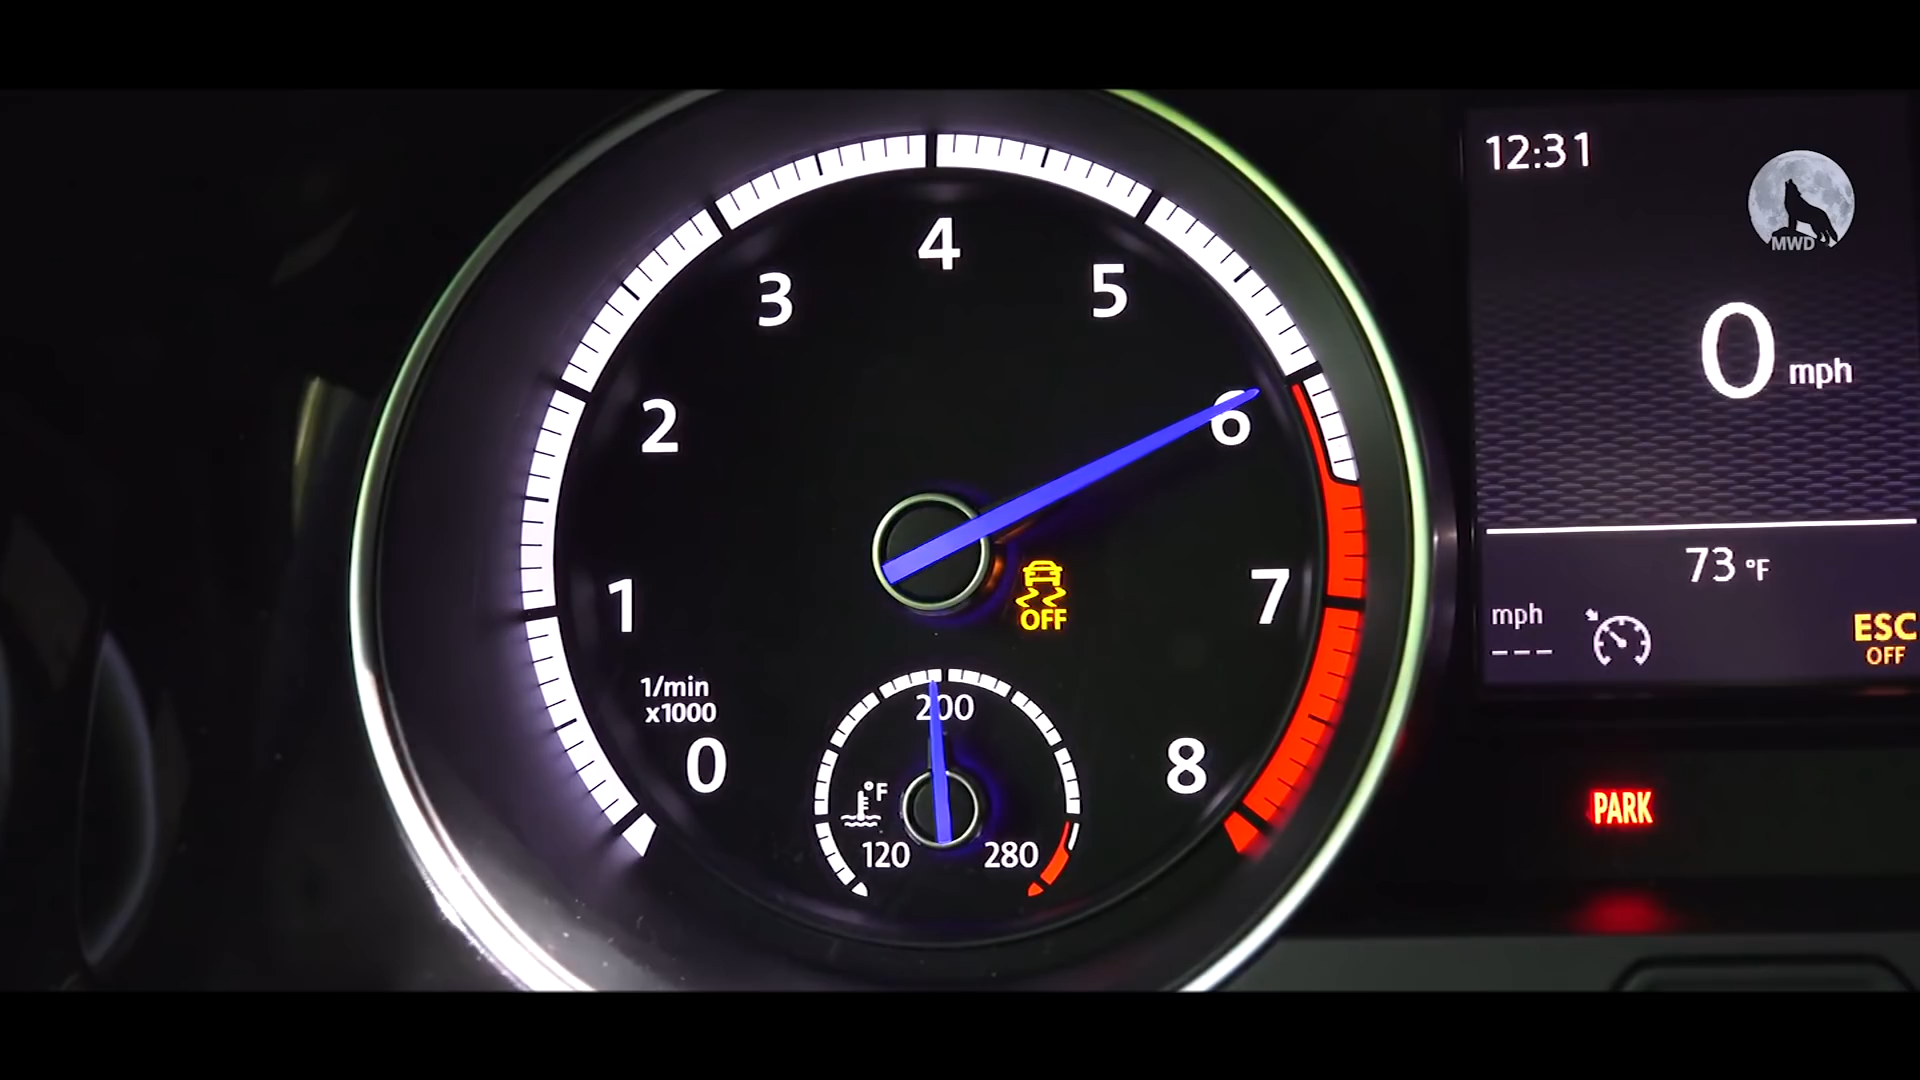 12:31
MWD
0 mph
73 °F
mph
---
ESC
OFF
PARK
4
3
5
2
6
1
7
1/min
x1000
0
8
OFF
200
°F
120
280